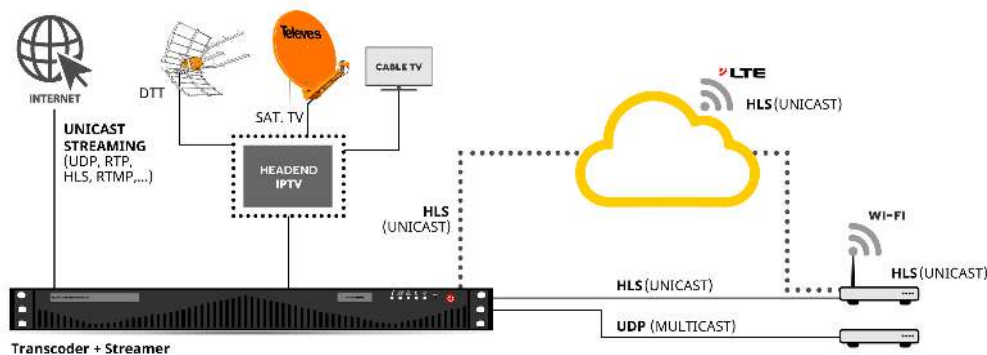 INTERNET
DTT
Televes
SAT. TV
CABLE TV
UNICAST
STREAMING
(UDP, RTP,
HLS, RTMP,...)
HEADEND
IPTV
HLS
(UNICAST)
LTE
HLS (UNICAST)
WI-FI
HLS (UNICAST)
HLS (UNICAST)
UDP (MULTICAST)
Transcoder + Streamer